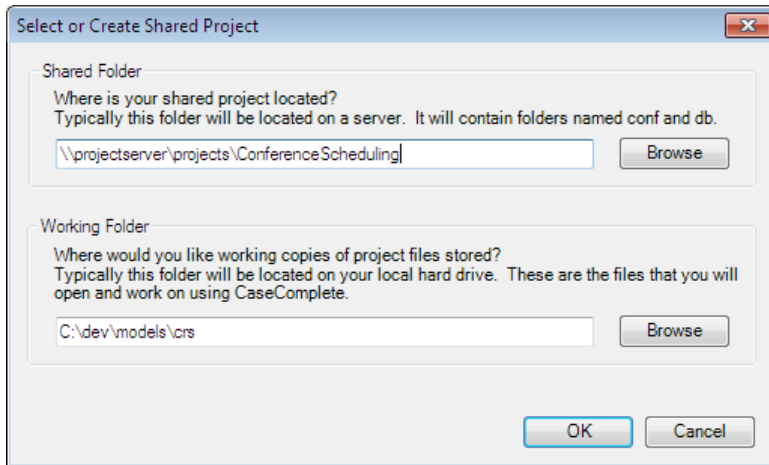 Select or Create Shared Project
Shared Folder
Where is your shared project located?
Typically this folder will be located on a server.  It will contain folders named conf and db.
\\projectserver\projects\ConferenceScheduling
Browse
Working Folder
Where would you like working copies of project files stored?
Typically this folder will be located on your local hard drive.  These are the files that you will
open and work on using CaseComplete.
C:\dev\models\crs
Browse
OK
Cancel